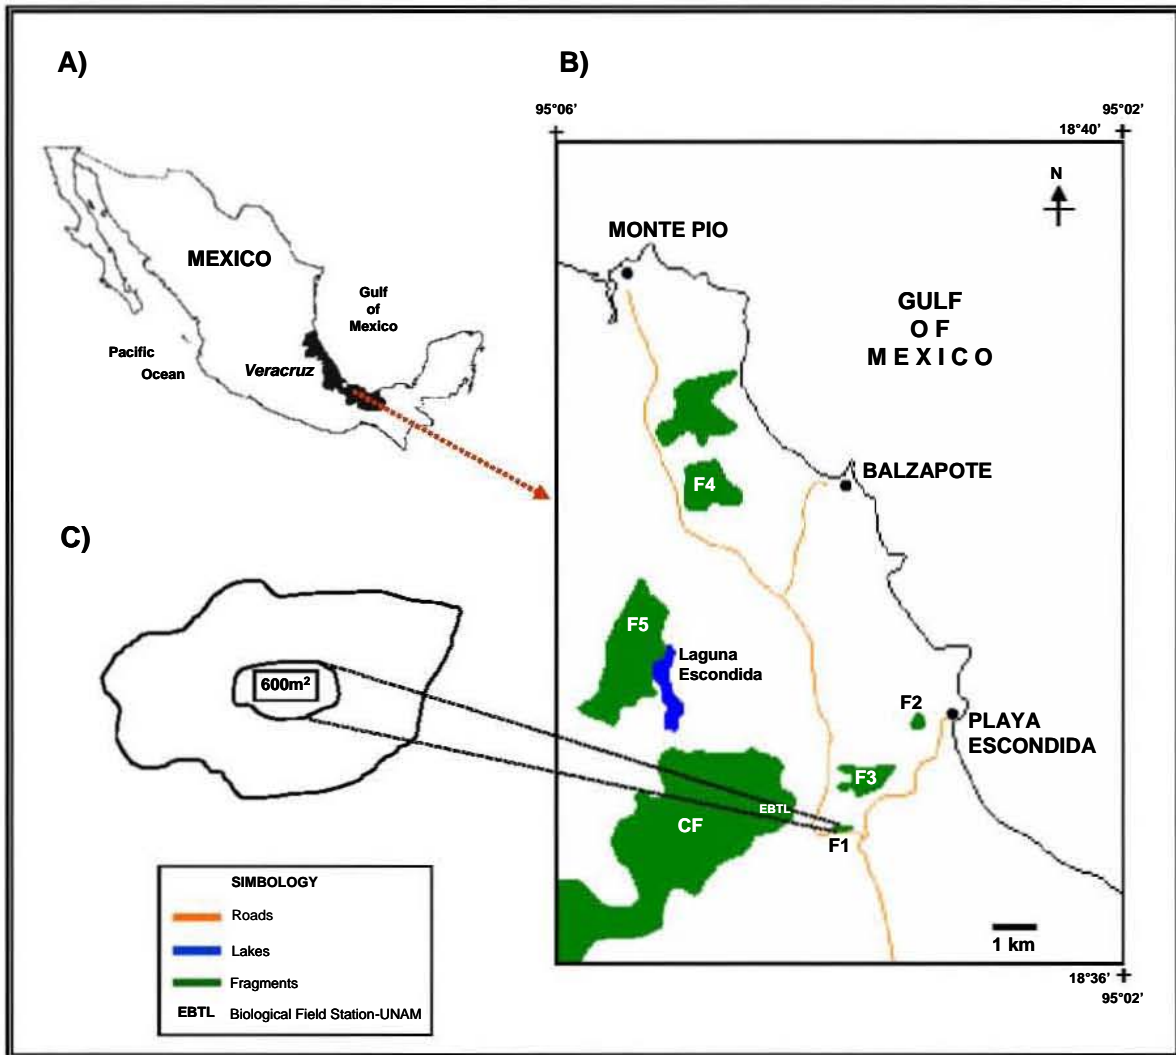 A)
MEXICO
Gulf
of
Mexico
Pacific
Ocean
Veracruz
B)
95°06'
95°02'
18°40'
N
MONTE PIO
GULF
OF
MEXICO
F4
BALZAPOTE
F5
Laguna
Escondida
F2
PLAYA
ESCONDIDA
F3
EBTL
CF
F1
1 km
18°36'
95°02'
C)
600m²
SIMBOLOGY
Roads
Lakes
Fragments
EBTL Biological Field Station-UNAM